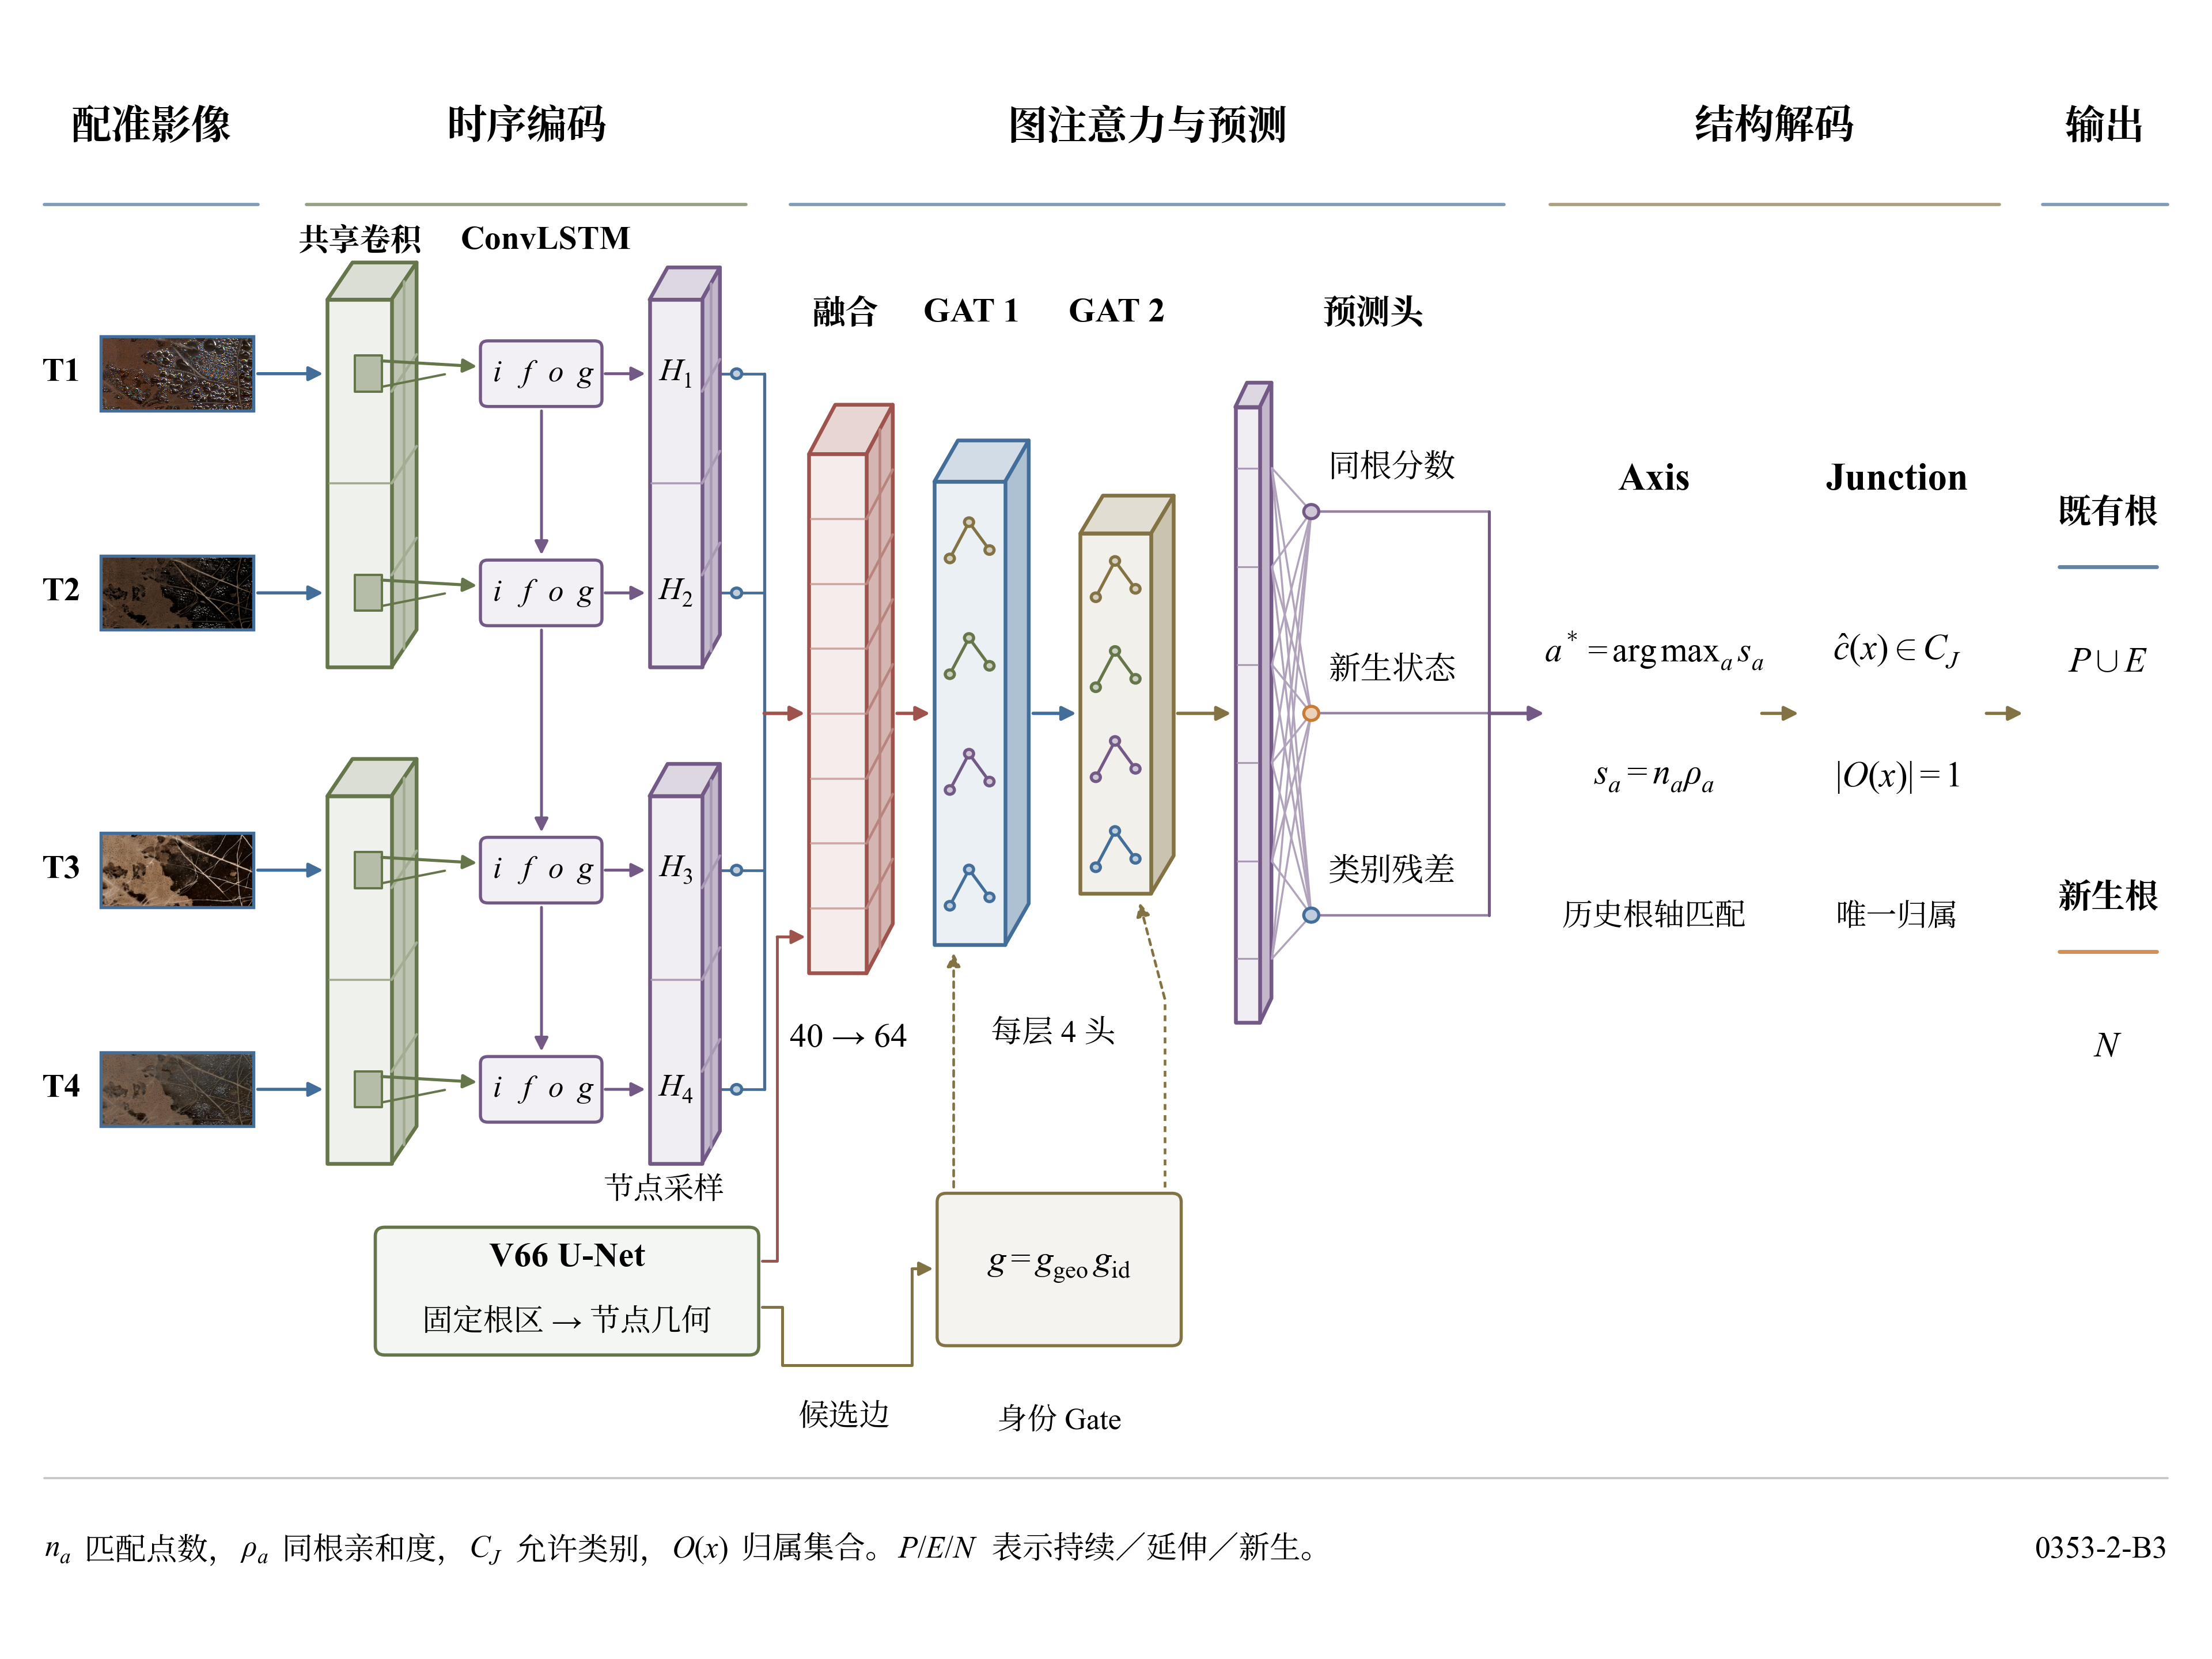 配准影像
时序编码
图注意力与预测
结构解码
输出
共享卷积
ConvLSTM
融合
GAT 1
GAT 2
预测头
T1
i f o g
H₁
T2
i f o g
H₂
T3
i f o g
H₃
T4
i f o g
H₄
节点采样
V66 U-Net
固定根区 → 节点几何
40 → 64
每层 4 头
g = g_geo g_id
候选边
身份 Gate
同根分数
新生状态
类别残差
Axis
a* = arg maxₐ sₐ
sₐ = nₐρₐ
历史根轴匹配
Junction
ĉ(x) ∈ C_J
|O(x)| = 1
唯一归属
既有根
P ∪ E
新生根
N
nₐ 匹配点数，ρₐ 同根亲和度，C_J 允许类别，O(x) 归属集合。P/E/N 表示持续／延伸／新生。
0353-2-B3